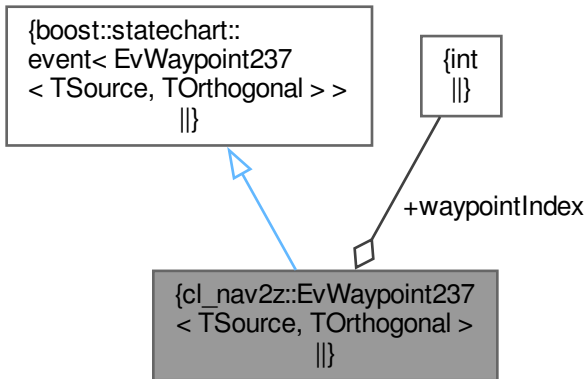 {boost::statechart::
event< EvWaypoint237
< TSource, TOrthogonal > >
||}
{int
||}
+waypointIndex
{cl_nav2z::EvWaypoint237
< TSource, TOrthogonal >
||}